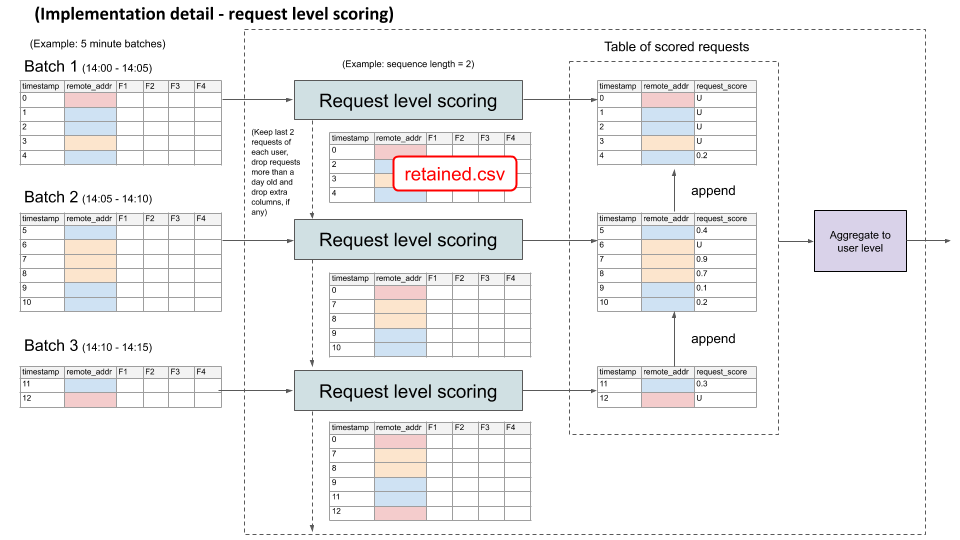 (Implementation detail - request level scoring)
(Example: 5 minute batches)
Batch 1 (14:00 - 14:05)
timestamp remote_addr F1 F2 F3 F4
0
1
2
3
4
(Example: sequence length = 2)
Request level scoring
(Keep last 2
requests of
each user,
drop requests
more than a
day old and
drop extra
columns, if
any)
timestamp remote_addr F1 F2 F3 F4
0
2
3
4
retained.csv
Table of scored requests
timestamp remote_addr request_score
0 U
1 U
2 U
3 U
4 0.2
append
Batch 2 (14:05 - 14:10)
timestamp remote_addr F1 F2 F3 F4
5
6
7
8
9
10
Request level scoring
timestamp remote_addr F1 F2 F3 F4
0
7
8
9
10
timestamp remote_addr request_score
5 0.4
6 U
7 0.9
8 0.7
9 0.1
10 0.2
append
Aggregate to
user level
Batch 3 (14:10 - 14:15)
timestamp remote_addr F1 F2 F3 F4
11
12
Request level scoring
timestamp remote_addr F1 F2 F3 F4
0
7
8
9
11
12
timestamp remote_addr request_score
11 0.3
12 U